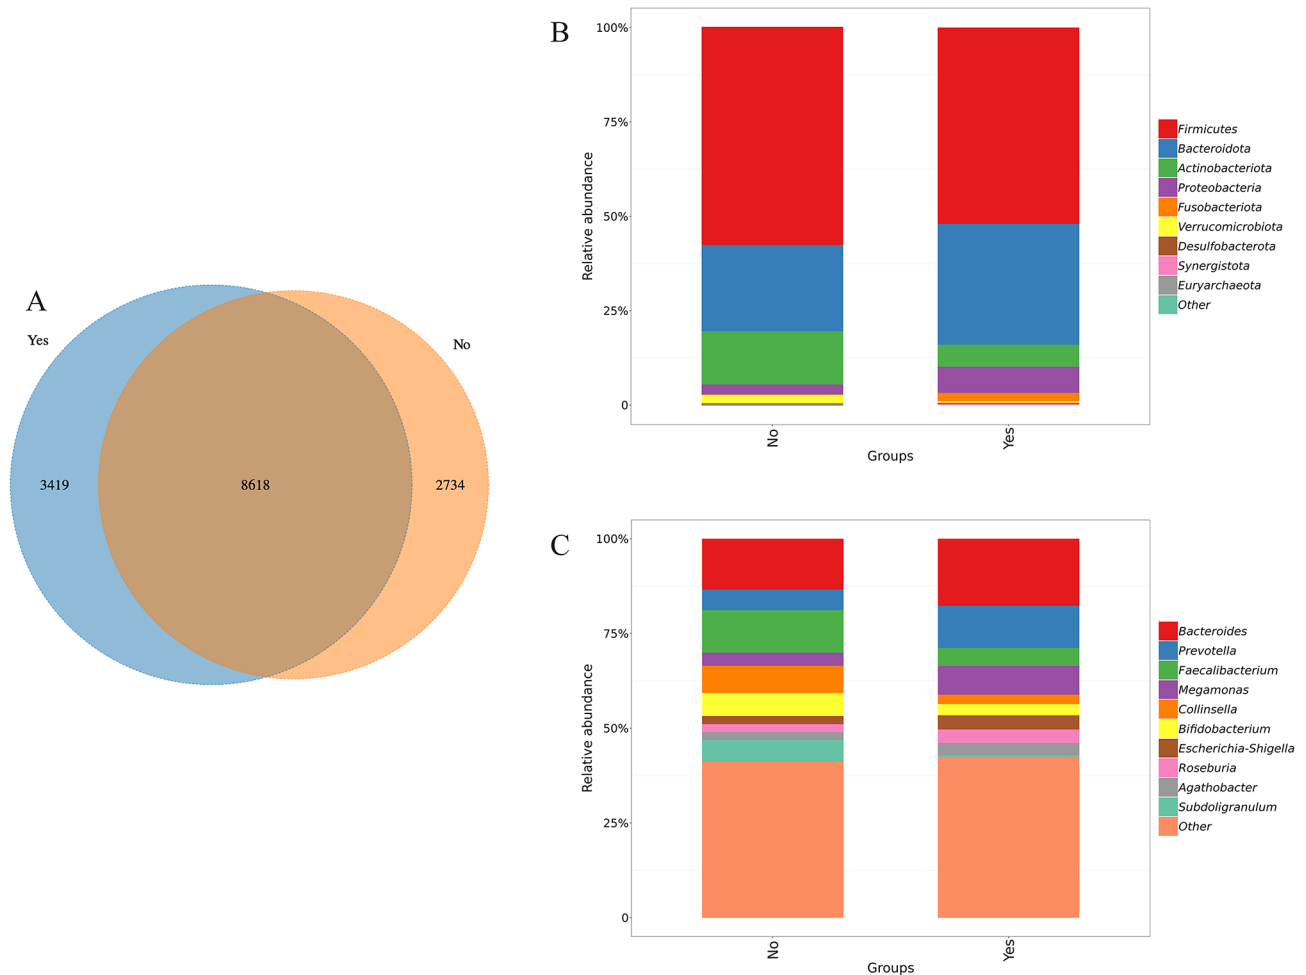 A
Yes
No
3419
8618
2734
B
100%
75%
50%
25%
0
Relative abundance
No
Yes
Groups
Firmicutes
Bacteroidota
Actinobacteriota
Proteobacteria
Fusobacteriota
Verrucomicrobiota
Desulfobacterota
Synergistota
Euryarchaeota
Other
C
100%
75%
50%
25%
0
Relative abundance
No
Yes
Groups
Bacteroides
Prevotella
Faecalibacterium
Megamonas
Collinsella
Bifidobacterium
Escherichia-Shigella
Roseburia
Agathobacter
Subdoligranulum
Other